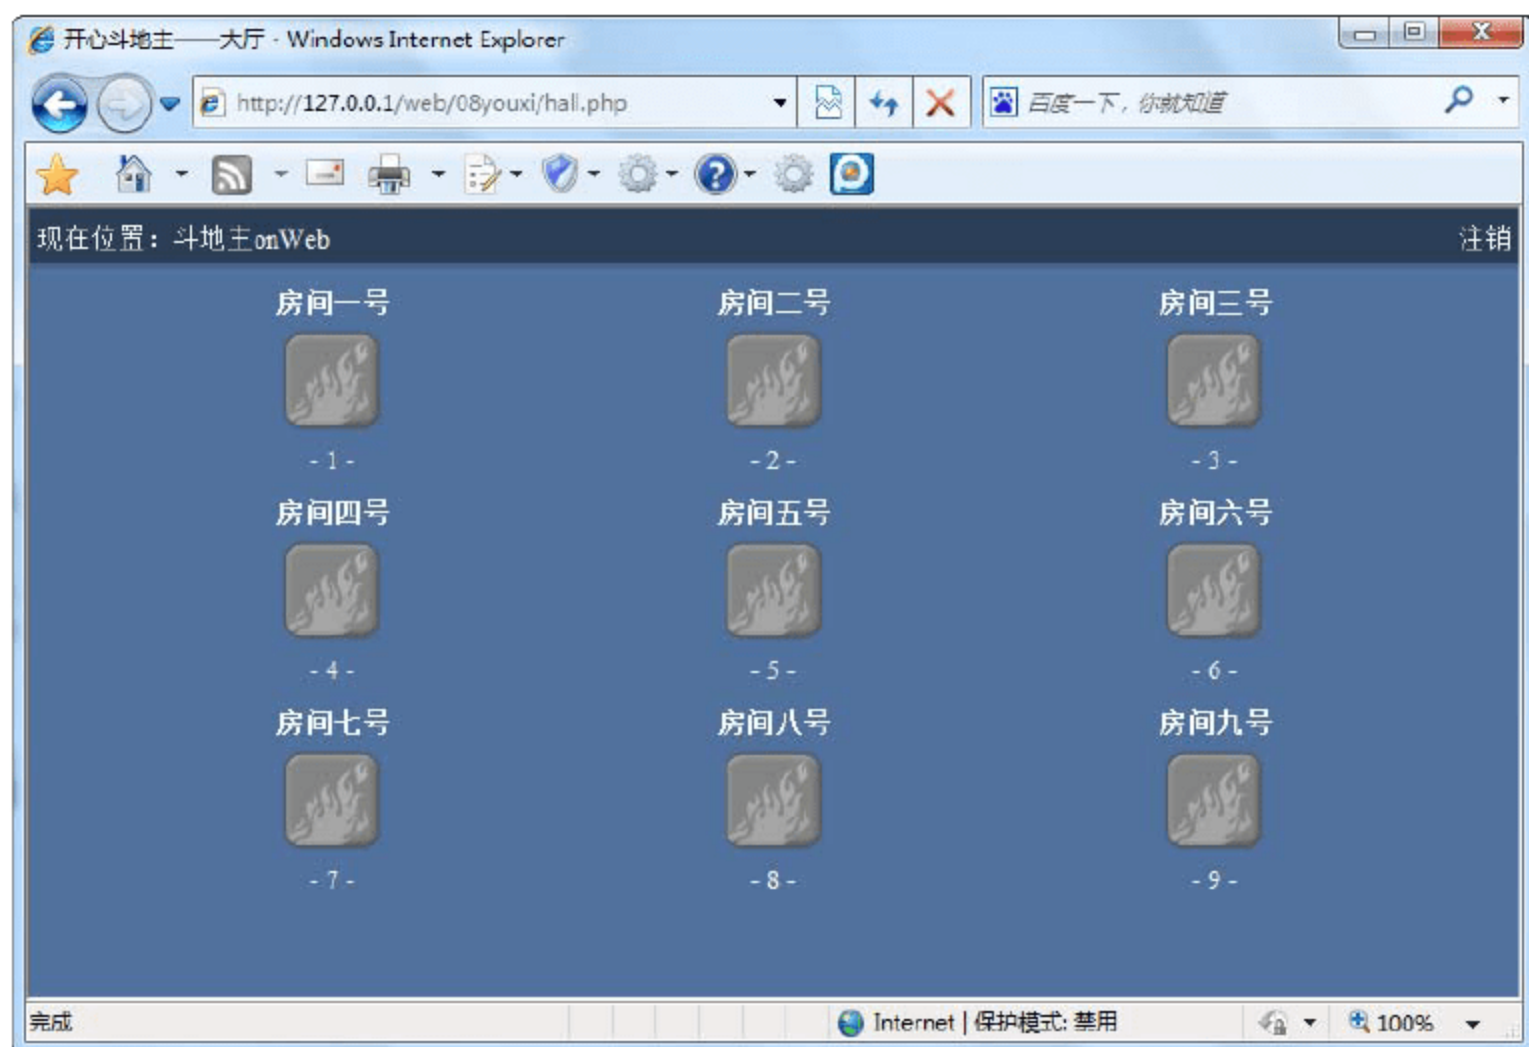 开心斗地主——大厅 - Windows Internet Explorer
http://127.0.0.1/web/08youxi/hall.php
百度一下，你就知道
现在位置：斗地主onWeb
注销
房间一号 房间二号 房间三号
- 1 - - 2 - - 3 -
房间四号 房间五号 房间六号
- 4 - - 5 - - 6 -
房间七号 房间八号 房间九号
- 7 - - 8 - - 9 -
完成 Internet | 保护模式: 禁用 100%